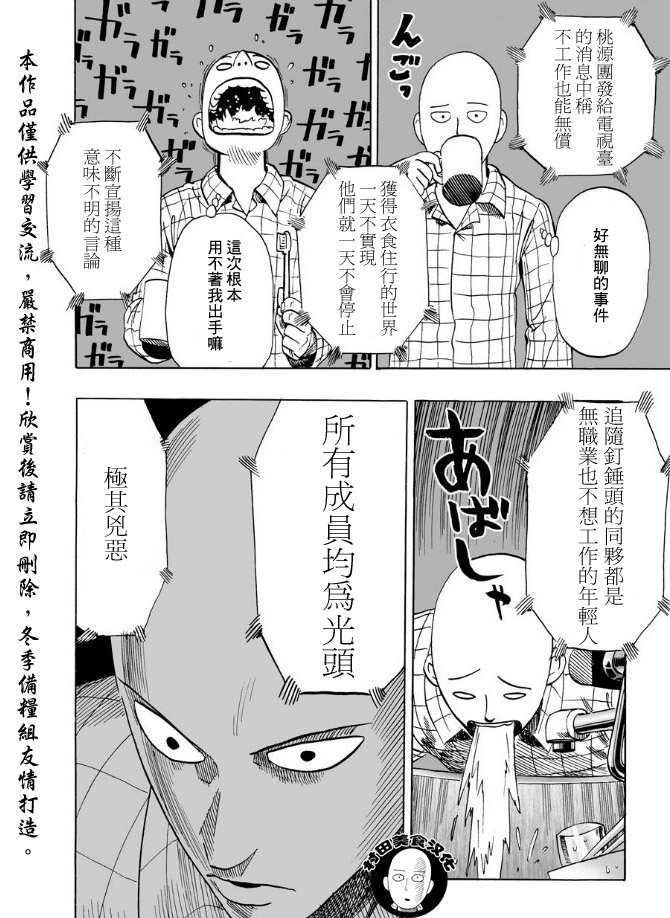 桃源團發給電視臺
的消息中稱
不工作也能無償
んごっ
好無聊的事件
獲得衣食住行的世界
一天不實現
他們就一天不會停止
ガラ
ガラ
ガラ
ガラ
ガラ
ガラ
ガラ
這次根本
用不著我出手嘛
不斷宣揚這種
意味不明的言論
追隨釘錘頭的同夥都是
無職業也不想工作的年輕人
あばしゃ
所有成員均爲光頭
極其兇惡
村田美食汉化
本作品僅供學習交流，嚴禁商用！欣賞後請立即刪除，冬季備糧組友情打造。